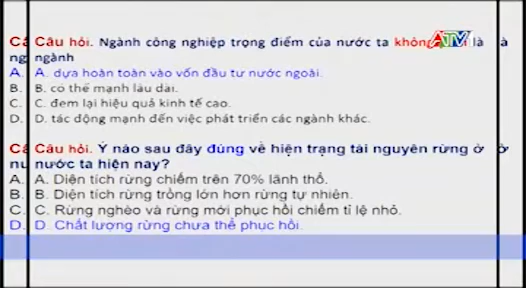 Câu hỏi. Ngành công nghiệp trọng điểm của nước ta không là
ngành
A. dựa hoàn toàn vào vốn đầu tư nước ngoài.
B. có thế mạnh lâu dài.
C. đem lại hiệu quả kinh tế cao.
D. tác động mạnh đến việc phát triển các ngành khác.
Câu hỏi. Ý nào sau đây đúng về hiện trạng tài nguyên rừng ở
nước ta hiện nay?
A. Diện tích rừng chiếm trên 70% lãnh thổ.
B. Diện tích rừng trồng lớn hơn rừng tự nhiên.
C. Rừng nghèo và rừng mới phục hồi chiếm tỉ lệ nhỏ.
D. Chất lượng rừng chưa thể phục hồi.
ATV